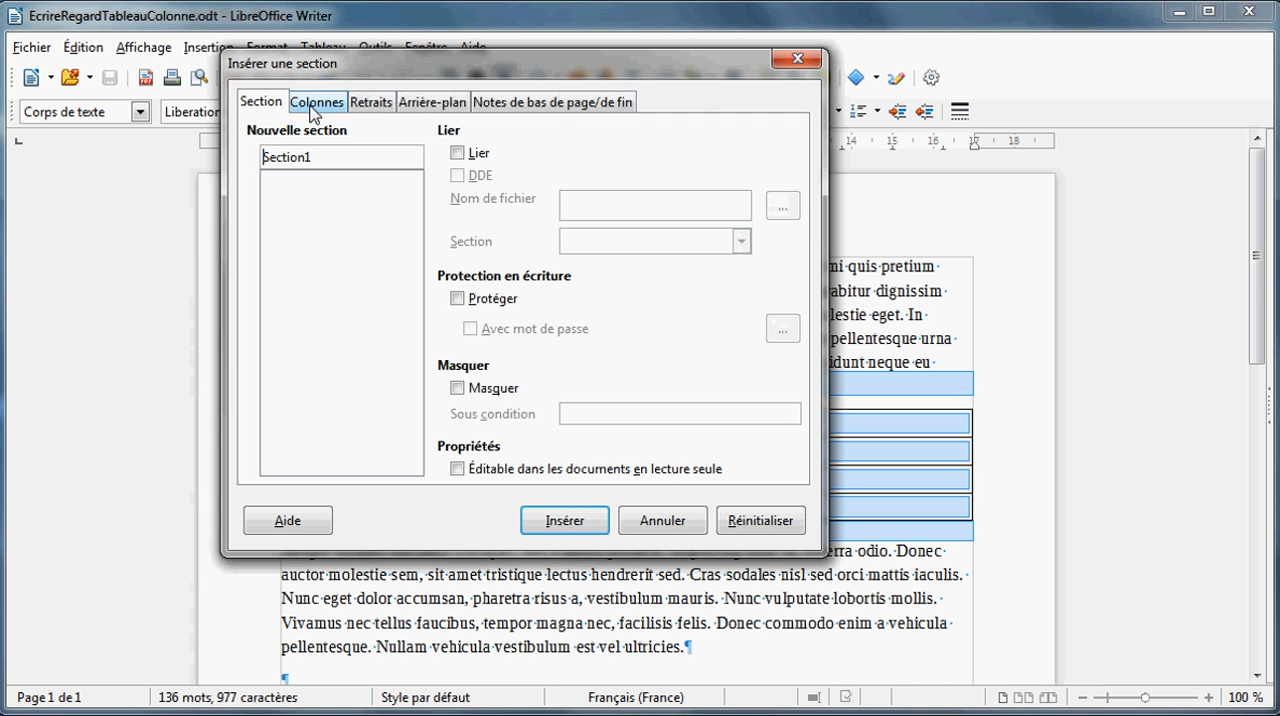 EcrireRegardTableauColonne.odt - LibreOffice Writer
Fichier Édition Affichage Insertion Format Tableau Outils Fenêtre Aide
Insérer une section
Corps de texte Liberation
Section Colonnes Retraits Arrière-plan Notes de bas de page/de fin
14 15 16 18
Nouvelle section
Section1
Lier
Lier
DDE
Nom de fichier ...
Section
Protection en écriture
Protéger
Avec mot de passe ...
Masquer
Masquer
Sous condition
Propriétés
Éditable dans les documents en lecture seule
Aide Insérer Annuler Réinitialiser
mi quis pretium
abitur dignissim
lestie eget. In
pellentesque urna
idunt neque eu
erra odio. Donec
auctor molestie sem, sit amet tristique lectus hendrerit sed. Cras sodales nisl sed orci mattis iaculis.
Nunc eget dolor accumsan, pharetra risus a, vestibulum mauris. Nunc vulputate lobortis mollis.
Vivamus nec tellus faucibus, tempor magna nec, facilisis felis. Donec commodo enim a vehicula
pellentesque. Nullam vehicula vestibulum est vel ultricies.¶
¶
Page 1 de 1 136 mots, 977 caractères Style par défaut Français (France) 100 %